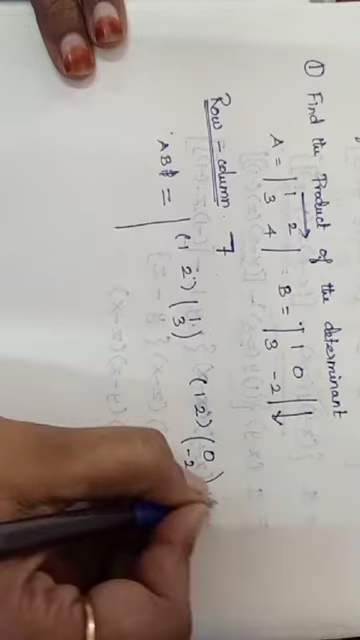 ① Find the Product of the determinant
A = | 1 2 | B = | 1 0 |
| 3 4 | | 3 -2 |
Row - column.
AB = | (1 2) (1 3) (1 2) (0 -2)